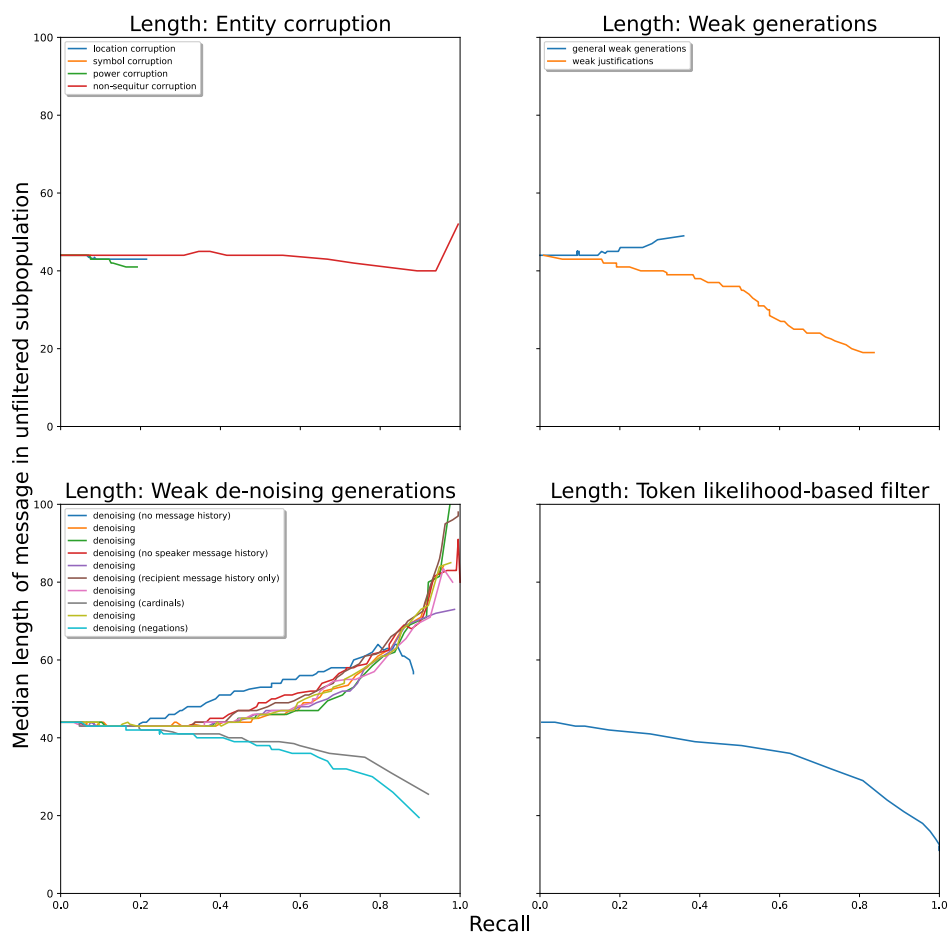 Length: Entity corruption
100
80
60
40
20
0
location corruption
symbol corruption
power corruption
non-sequitur corruption
Length: Weak generations
general weak generations
weak justifications
Median length of message in unfiltered subpopulation
Length: Weak de-noising generations
100
80
60
40
20
0
0.0 0.2 0.4 0.6 0.8 1.0
denoising (no message history)
denoising
denoising
denoising (no speaker message history)
denoising
denoising (recipient message history only)
denoising
denoising (cardinals)
denoising
denoising (negations)
Length: Token likelihood-based filter
0.0 0.2 0.4 0.6 0.8 1.0
Recall